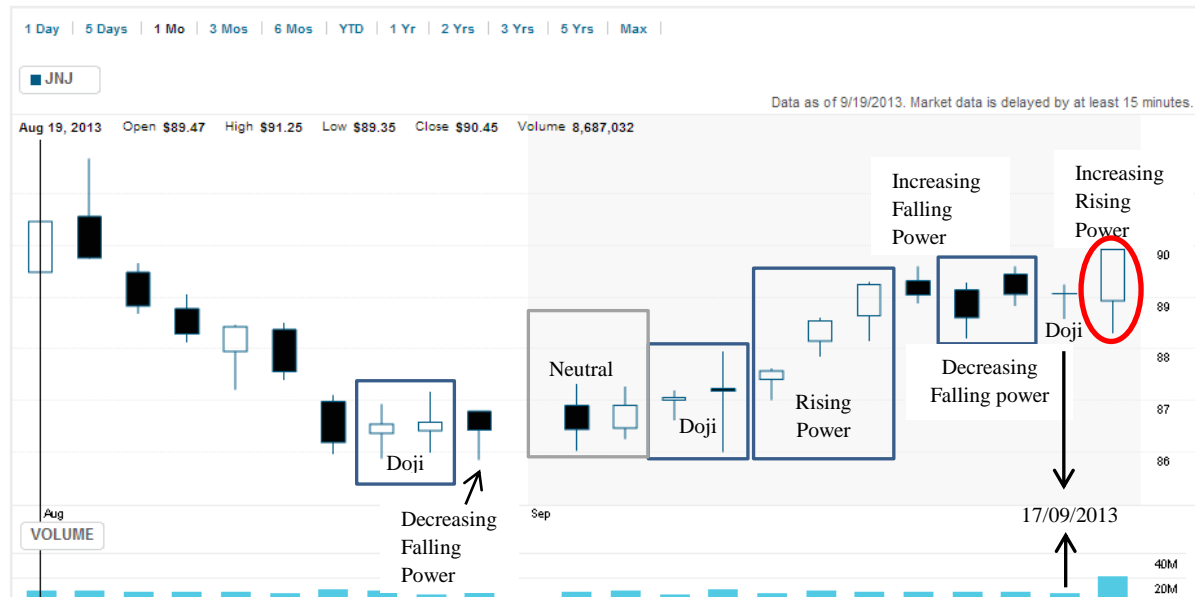 1 Day | 5 Days | 1 Mo | 3 Mos | 6 Mos | YTD | 1 Yr | 2 Yrs | 3 Yrs | 5 Yrs | Max |
JNJ
Data as of 9/19/2013. Market data is delayed by at least 15 minutes.
Aug 19, 2013 Open $89.47 High $91.25 Low $89.35 Close $90.45 Volume 8,687,032
Increasing
Falling
Power
Increasing
Rising
Power
90
89
88
87
86
Neutral
Doji
Decreasing
Falling power
Rising
Power
Doji
Doji
Aug
Sep
17/09/2013
Decreasing
Falling
Power
VOLUME
40M
20M